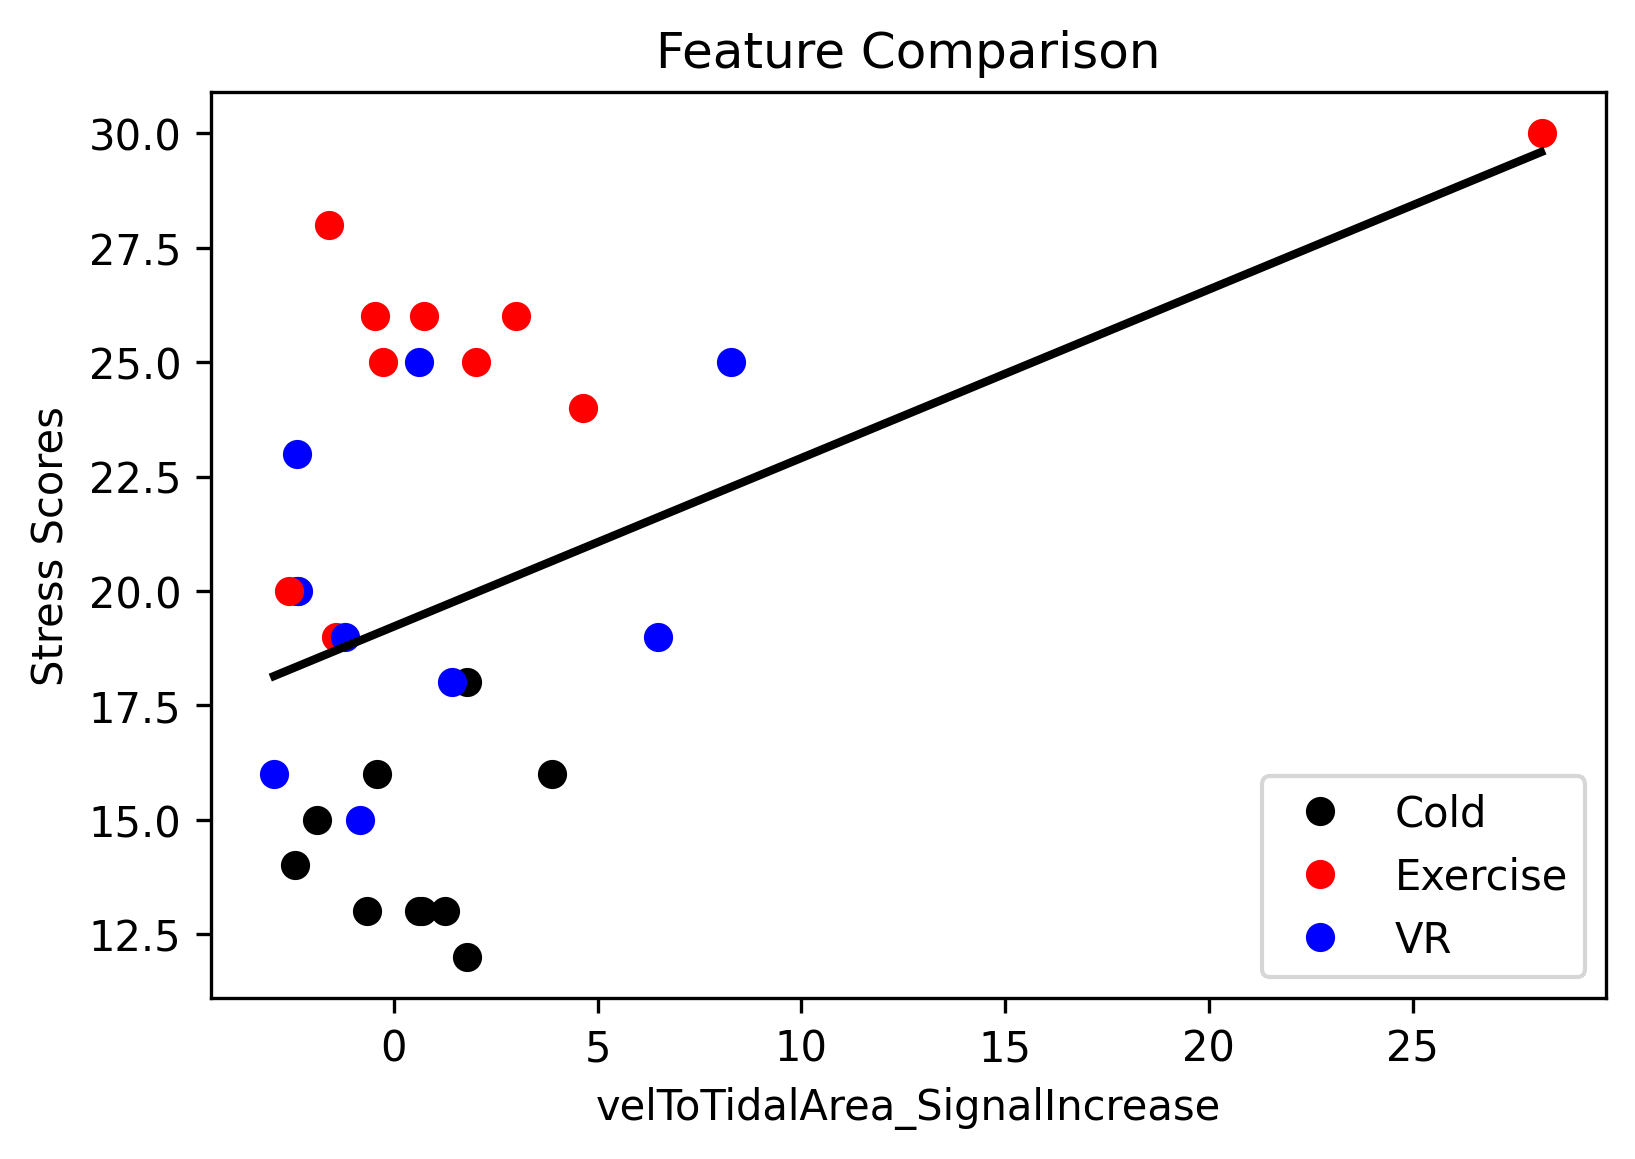 Feature Comparison
30.0
27.5
25.0
22.5
20.0
17.5
15.0
12.5
Stress Scores
Cold
Exercise
VR
0 5 10 15 20 25
velToTidalArea_SignalIncrease